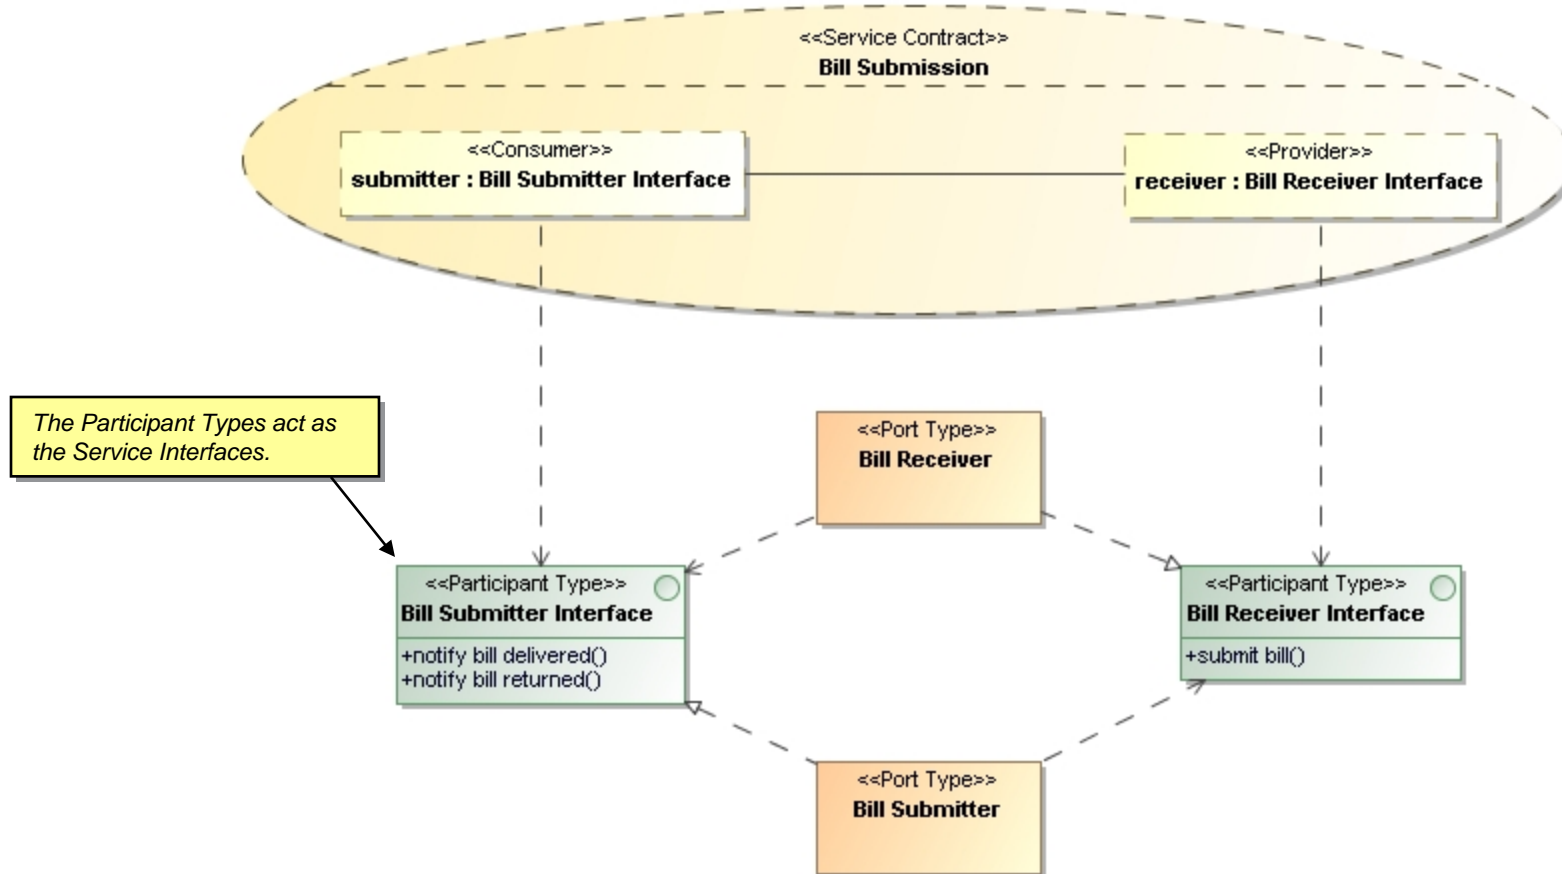 <<Service Contract>>
Bill Submission
<<Consumer>>
submitter : Bill Submitter Interface
<<Provider>>
receiver : Bill Receiver Interface
The Participant Types act as
the Service Interfaces.
<<Port Type>>
Bill Receiver
<<Participant Type>>
Bill Submitter Interface
+notify bill delivered()
+notify bill returned()
<<Participant Type>>
Bill Receiver Interface
+submit bill()
<<Port Type>>
Bill Submitter